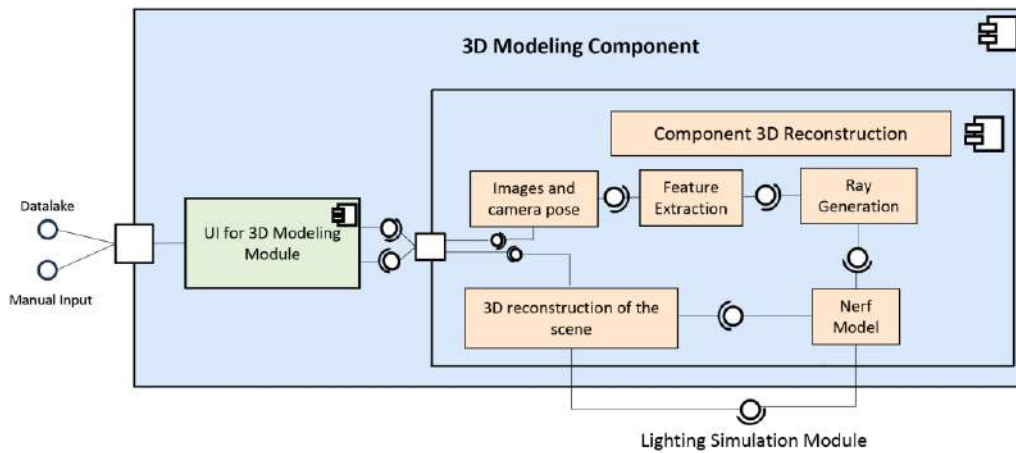 3D Modeling Component
Component 3D Reconstruction
Images and
camera pose
Feature
Extraction
Ray
Generation
Datalake
UI for 3D Modeling
Module
Manual Input
3D reconstruction of the
scene
Nerf
Model
Lighting Simulation Module